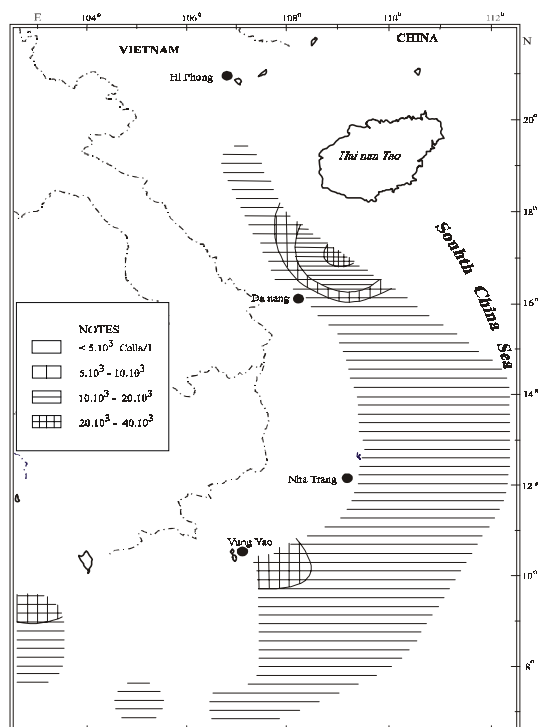 E 104° 106° 108° 110° 112°
N
VIETNAM
CHINA
Hi Phong
20°
Hai nan Tao
18°
Southth China Sea
Da nang
16°
NOTES
< 5.10³ Cells/l
5.10³ - 10.10³
10.10³ - 20.10³
20.10³ - 40.10³
14°
Nha Trang
12°
Vung Vao
10°
8°